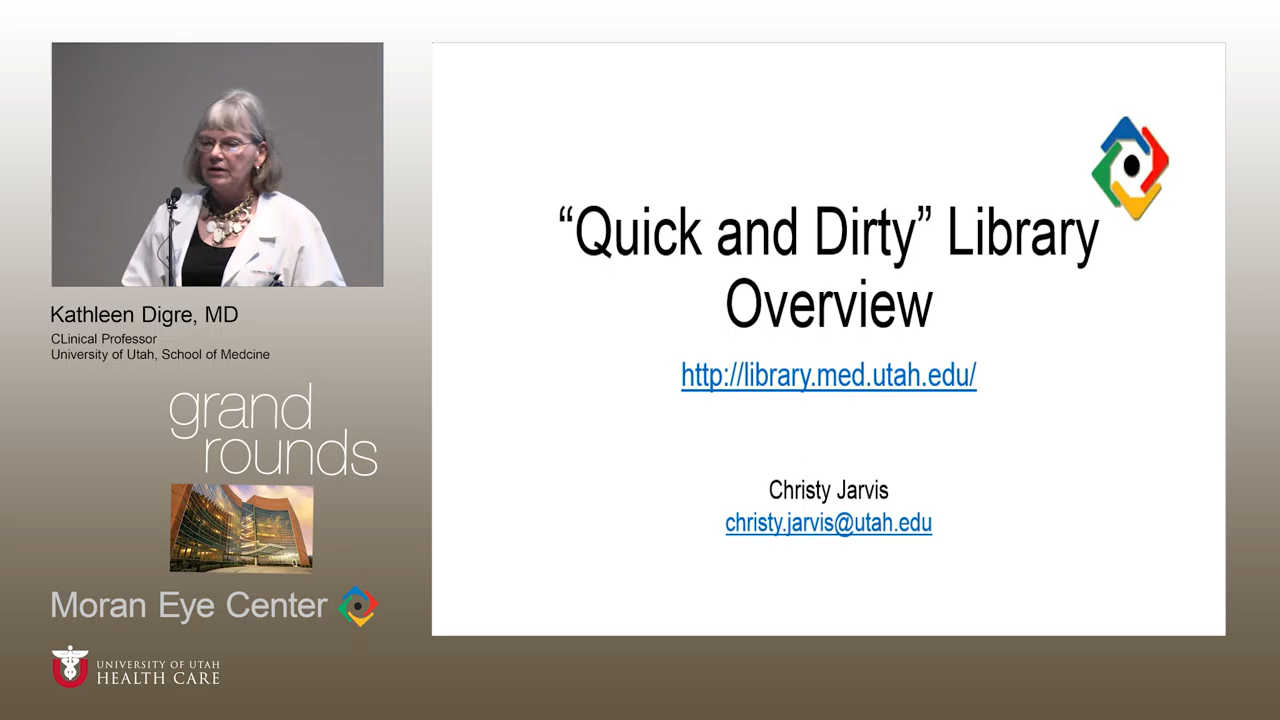 Kathleen Digre, MD
CLinical Professor
University of Utah, School of Medcine
grand
rounds
Moran Eye Center
UNIVERSITY OF UTAH
HEALTH CARE
“Quick and Dirty” Library
Overview
http://library.med.utah.edu/
Christy Jarvis
christy.jarvis@utah.edu